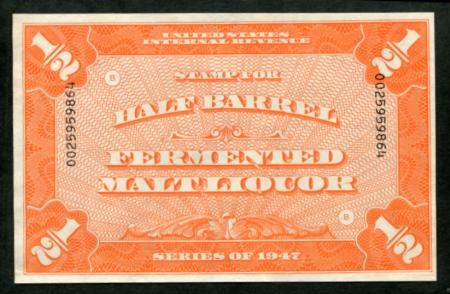 1/2
1/2
UNITED STATES
INTERNAL REVENUE
B
STAMP FOR
HALF BARREL
0025959864
0025959864
FERMENTED
MALT LIQUOR
B
SERIES OF 1947
1/2
1/2